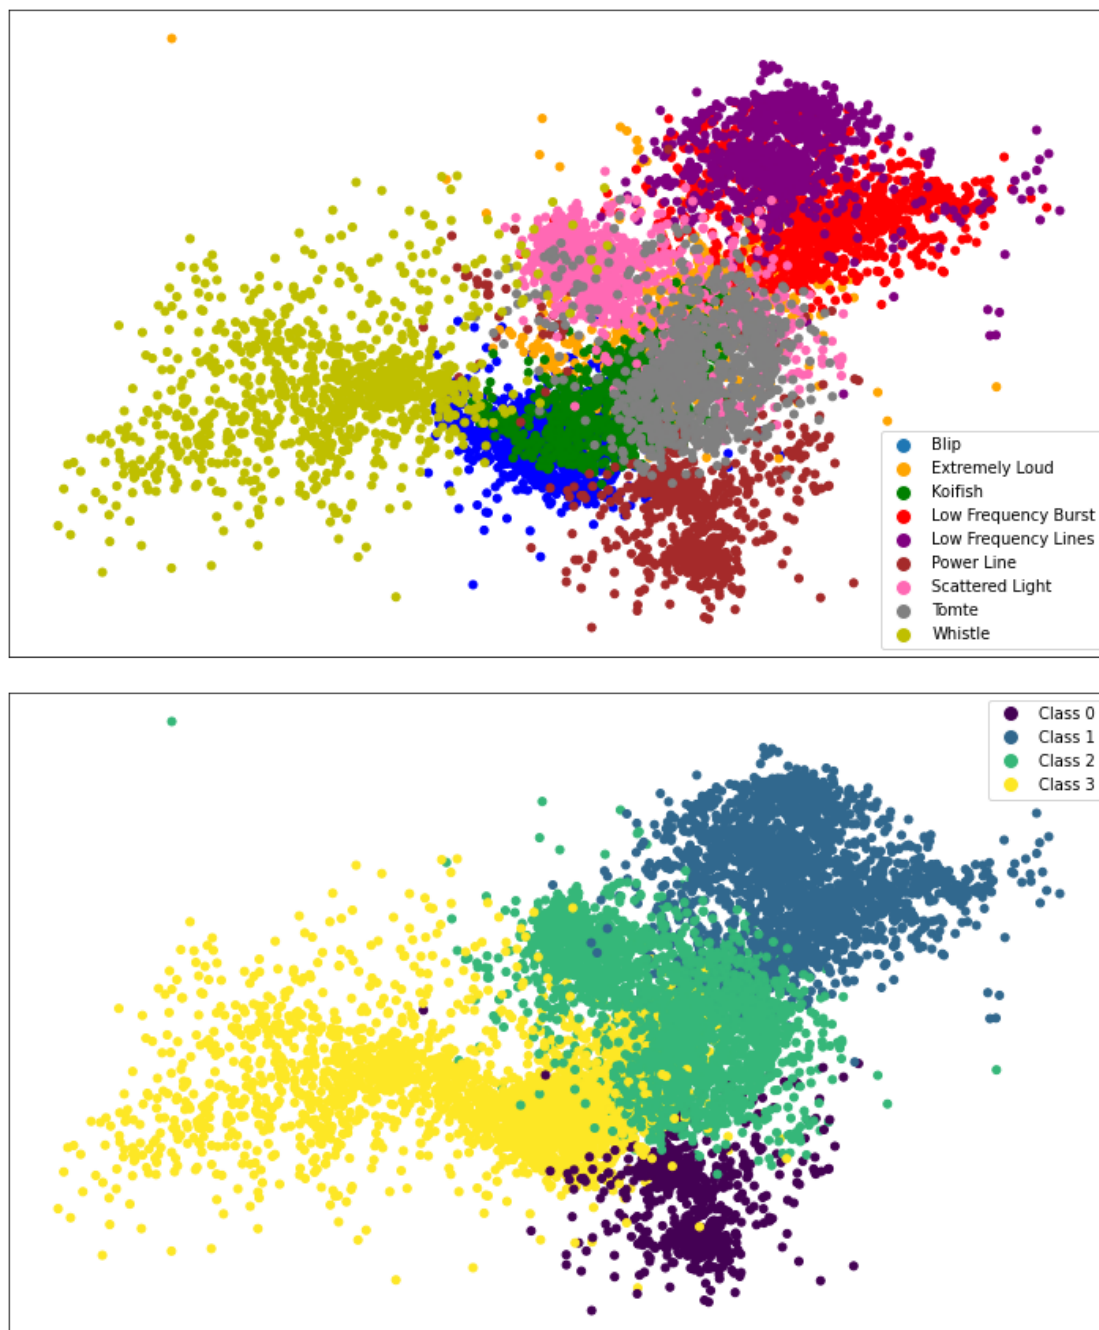 Blip
Extremely Loud
Koifish
Low Frequency Burst
Low Frequency Lines
Power Line
Scattered Light
Tomte
Whistle
Class 0
Class 1
Class 2
Class 3